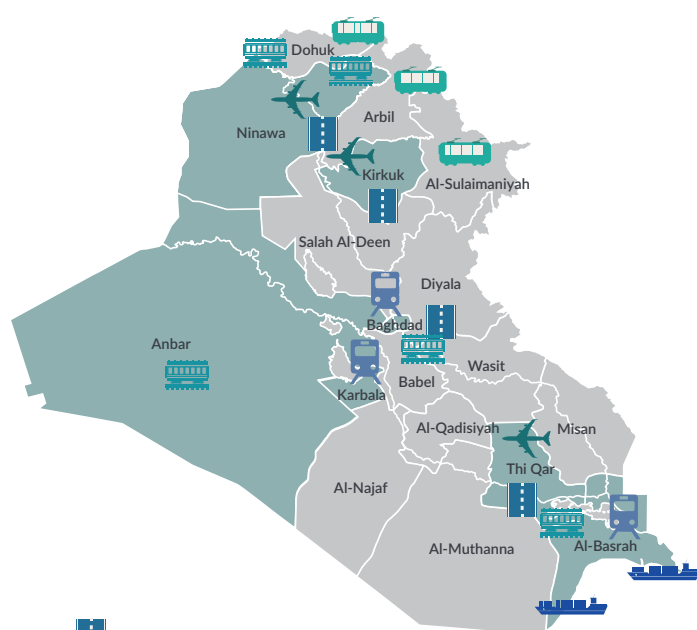 Dohuk
Arbil
Ninawa
Kirkuk
Al-Sulaimaniyah
Salah Al-Deen
Diyala
Baghdad
Anbar
Wasit
Babel
Karbala
Al-Qadisiyah
Misan
Thi Qar
Al-Najaf
Al-Basrah
Al-Muthanna